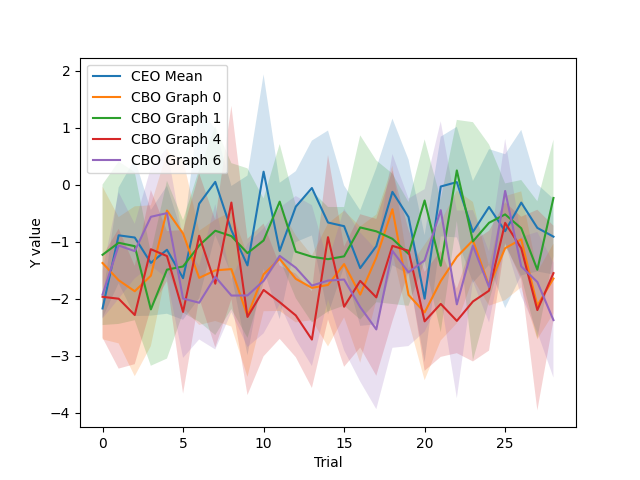 CEO Mean
CBO Graph 0
CBO Graph 1
CBO Graph 4
CBO Graph 6
2
1
0
−1
−2
−3
−4
Y value
0 5 10 15 20 25
Trial